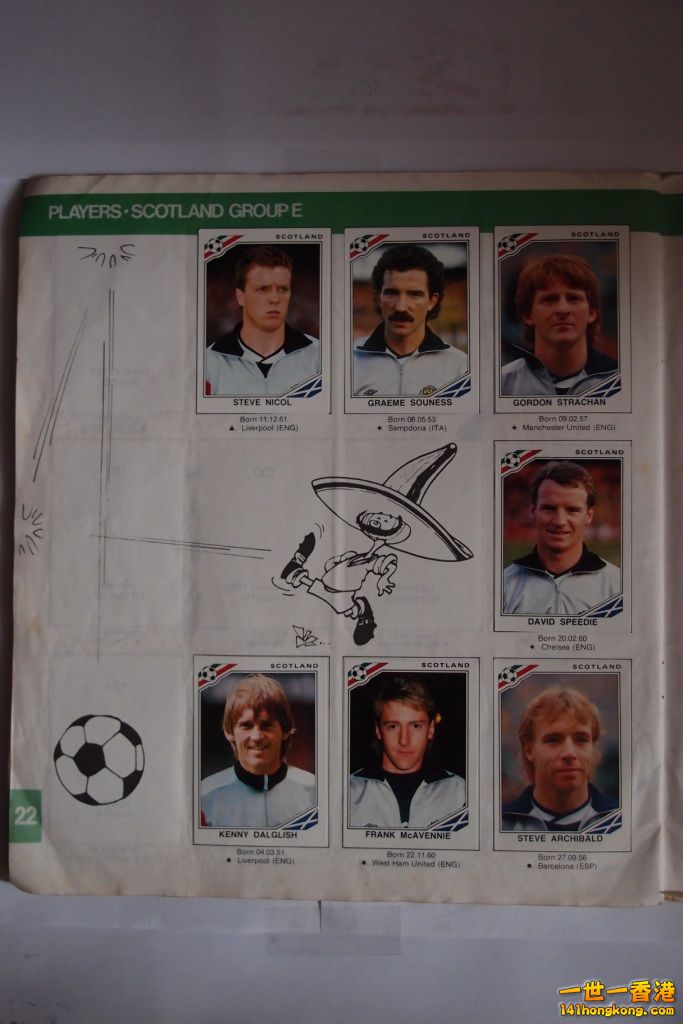 PLAYERS • SCOTLAND GROUP E
SCOTLAND
STEVE NICOL
Born 11.12.61
▲ Liverpool (ENG)
SCOTLAND
GRAEME SOUNESS
Born 06.05.53
✦ Sampdoria (ITA)
SCOTLAND
GORDON STRACHAN
Born 09.02.57
✦ Manchester United (ENG)
SCOTLAND
DAVID SPEEDIE
Born 20.02.60
✦ Chelsea (ENG)
SCOTLAND
KENNY DALGLISH
Born 04.03.51
● Liverpool (ENG)
SCOTLAND
FRANK McAVENNIE
Born 22.11.60
● West Ham United (ENG)
SCOTLAND
STEVE ARCHIBALD
Born 27.09.56
● Barcelona (ESP)
22
一世一香港
141hongkong.com